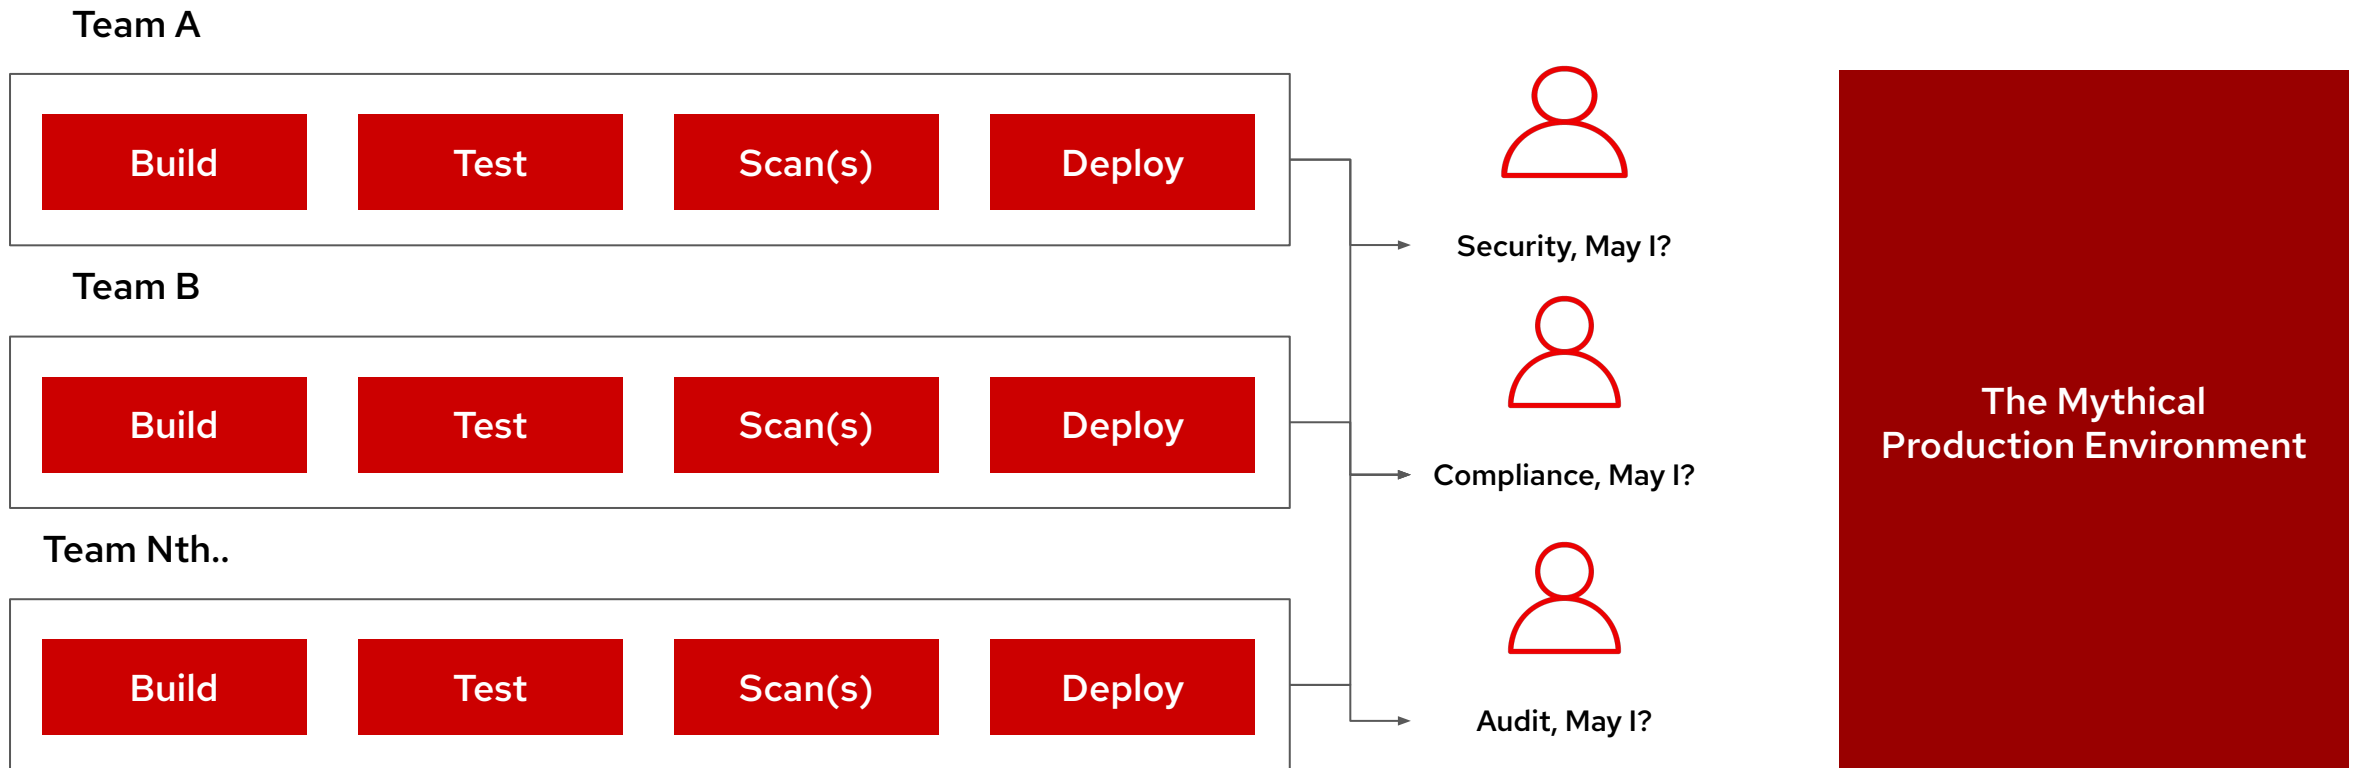 Team A
Build
Test
Scan(s)
Deploy
Security, May I?
Team B
Build
Test
Scan(s)
Deploy
Compliance, May I?
Team Nth..
Build
Test
Scan(s)
Deploy
Audit, May I?
The Mythical
Production Environment